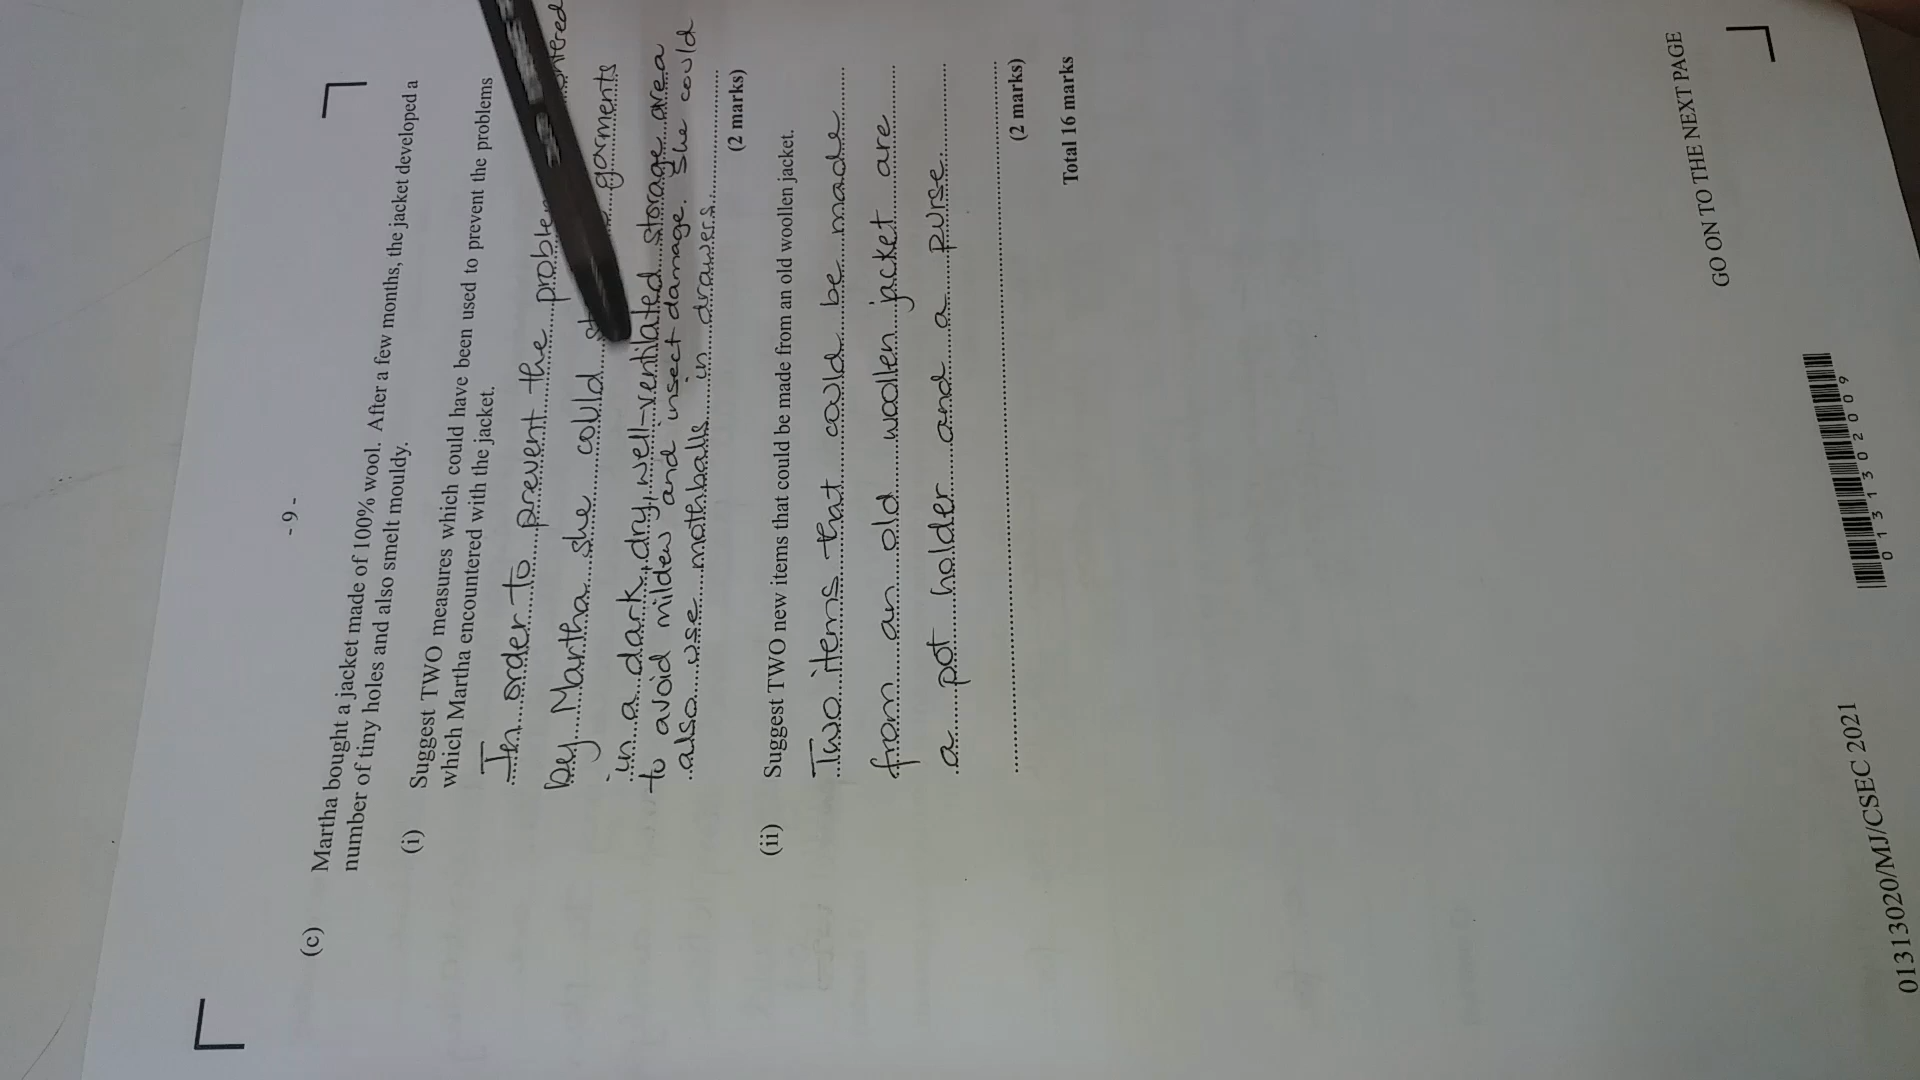 - 9 -
(c) Martha bought a jacket made of 100% wool. After a few months, the jacket developed a
number of tiny holes and also smelt mouldy.
(i) Suggest TWO measures which could have been used to prevent the problems
which Martha encountered with the jacket.
In order to prevent the
by Martha she could garments
in a dark, dry, well-ventilated storage area
to avoid mildew and insect damage. She could
also use mothballs in drawers
(2 marks)
(ii) Suggest TWO new items that could be made from an old woollen jacket.
Two items that could be made
from an old woollen jacket are
a pot holder and a purse.
(2 marks)
Total 16 marks
GO ON TO THE NEXT PAGE
01313020/MJ/CSEC 2021
0131302009